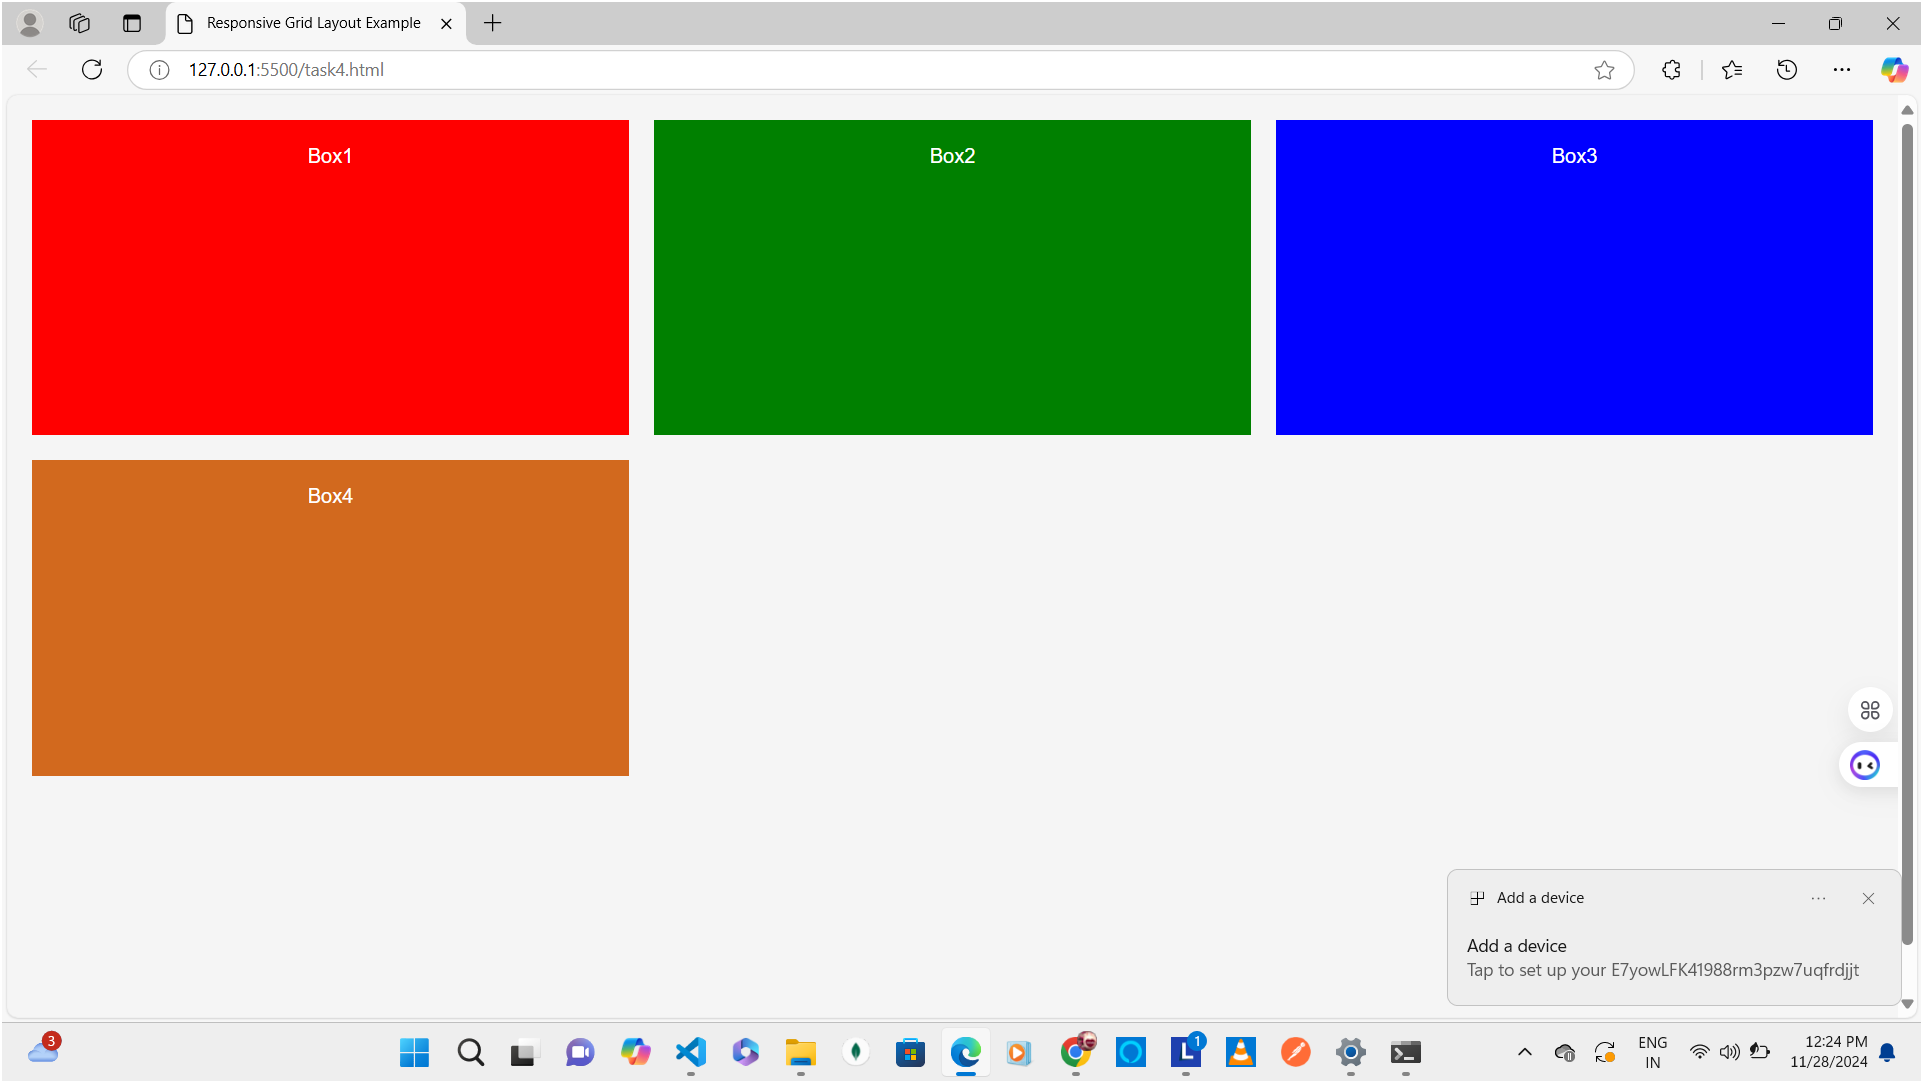 Responsive Grid Layout Example
127.0.0.1:5500/task4.html
Box1
Box2
Box3
Box4
Add a device
Add a device
Tap to set up your E7yowLFK41988rm3pzw7uqfrdjjt
3
L 1
ENG
IN
12:24 PM
11/28/2024